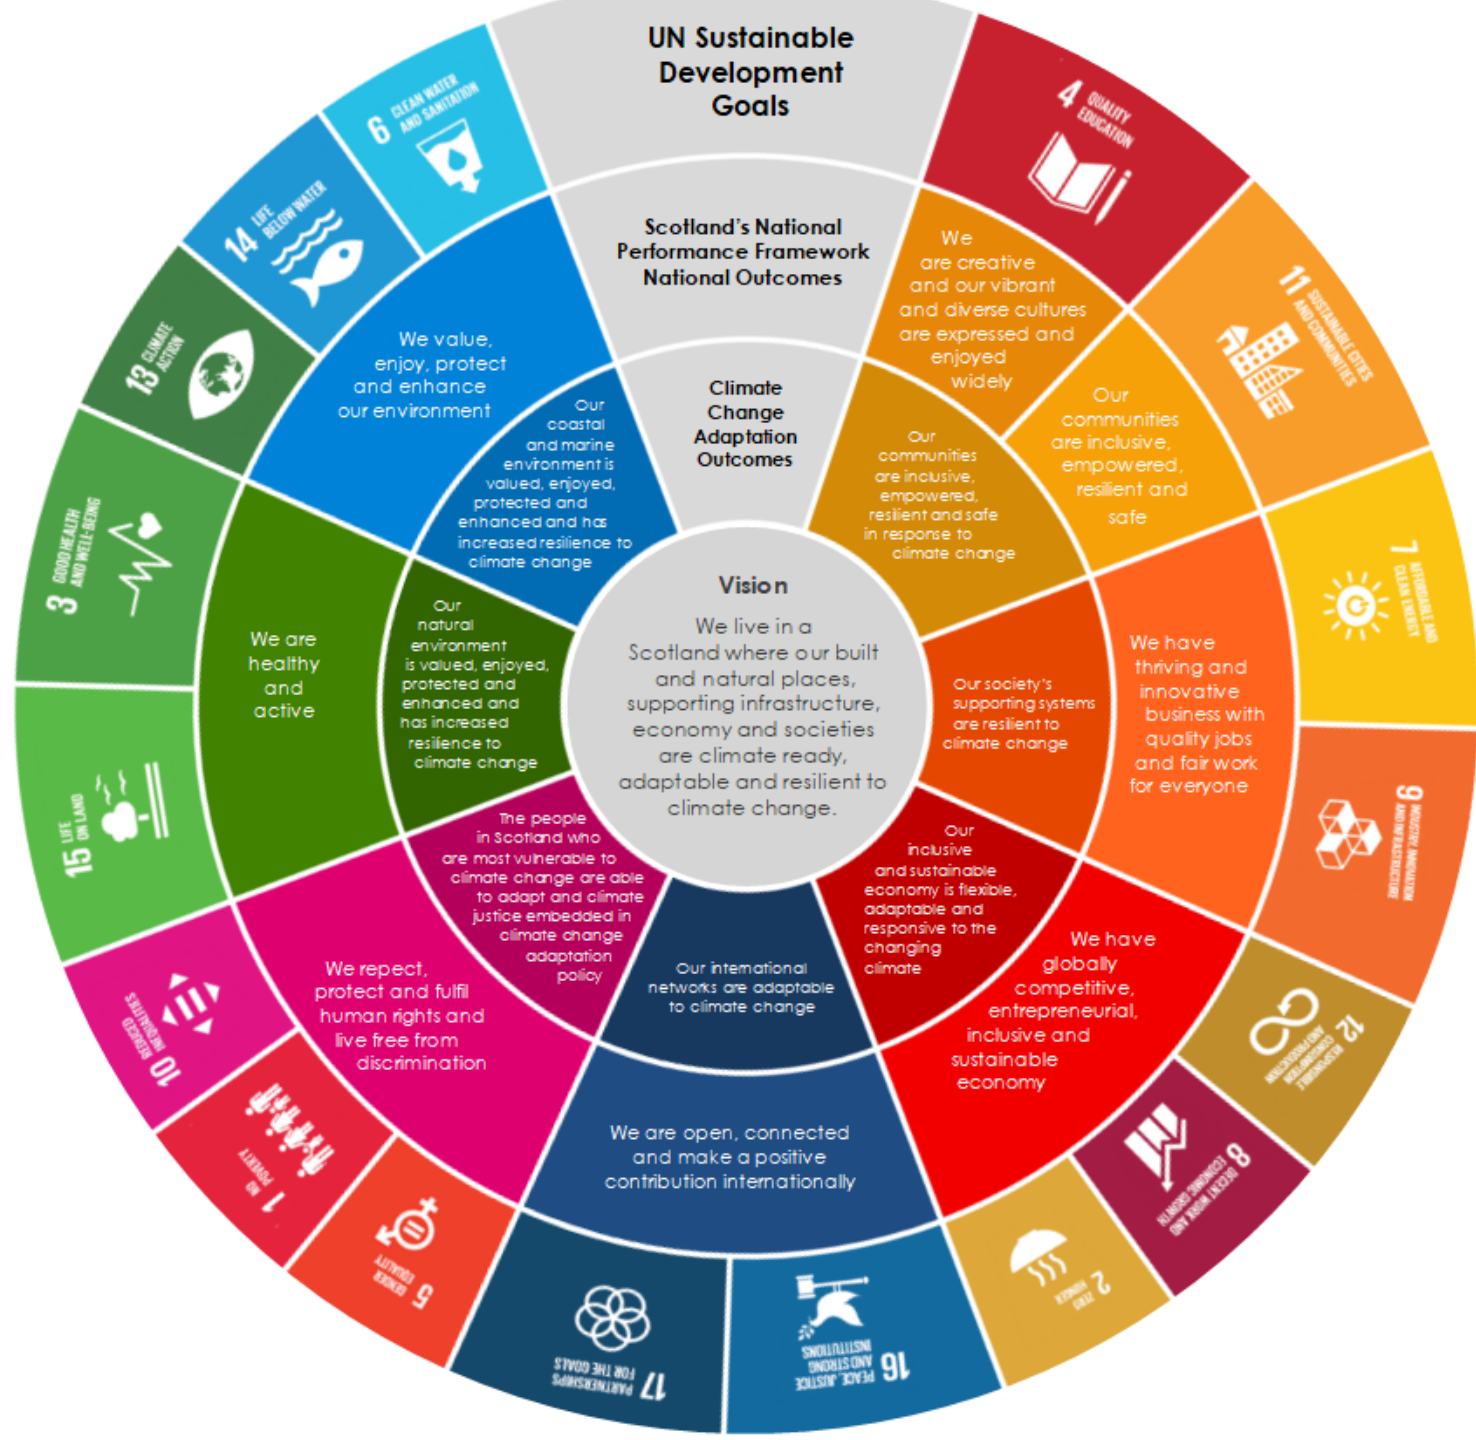 UN Sustainable
Development
Goals
Scotland's National
Performance Framework
National Outcomes
Climate
Change
Adaptation
Outcomes
Vision
We live in a
Scotland where our built
and natural places,
supporting infrastructure,
economy and societies
are climate ready,
adaptable and resilient to
climate change.
4 QUALITY
EDUCATION
11 SUSTAINABLE CITIES
AND COMMUNITIES
7 AFFORDABLE AND
CLEAN ENERGY
9 INDUSTRY, INNOVATION
AND INFRASTRUCTURE
12 RESPONSIBLE
CONSUMPTION
AND PRODUCTION
8 DECENT WORK AND
ECONOMIC GROWTH
2 ZERO
HUNGER
16 PEACE, JUSTICE
AND STRONG
INSTITUTIONS
17 PARTNERSHIPS
FOR THE GOALS
5 GENDER
EQUALITY
1 NO
POVERTY
10 REDUCED
INEQUALITIES
15 LIFE
ON LAND
3 GOOD HEALTH
AND WELL-BEING
13 CLIMATE
ACTION
14 LIFE
BELOW WATER
6 CLEAN WATER
AND SANITATION
We
are creative
and our vibrant
and diverse cultures
are expressed and
enjoyed
widely
Our
communities
are inclusive,
empowered,
resilient and
safe
We have
thriving and
innovative
business with
quality jobs
and fair work
for everyone
We have
globally
competitive,
entrepreneurial,
inclusive and
sustainable
economy
We are open, connected
and make a positive
contribution internationally
We repect,
protect and fulfil
human rights and
live free from
discrimination
We are
healthy
and
active
We value,
enjoy, protect
and enhance
our environment
Our
communities
are inclusive,
empowered,
resilient and safe
in response to
climate change
Our society's
supporting systems
are resilient to
climate change
Our
inclusive
and sustainable
economy is flexible,
adaptable and
responsive to the
changing
climate
Our international
networks are adaptable
to climate change
The people
in Scotland who
are most vulnerable to
climate change are able
to adapt and climate
justice embedded in
climate change
adaptation
policy
Our
natural
environment
is valued, enjoyed,
protected and
enhanced and
has increased
resilience to
climate change
Our
coastal
and marine
environment is
valued, enjoyed,
protected and
enhanced and has
increased resilience to
climate change